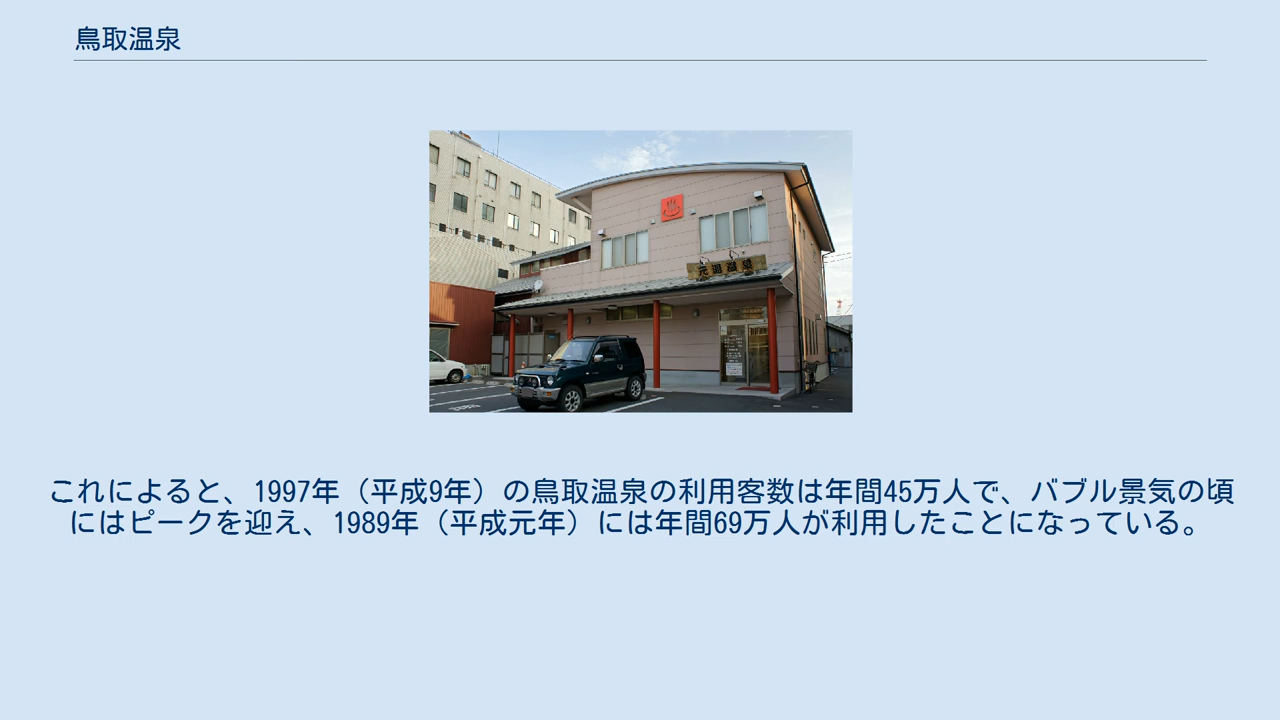 鳥取温泉
元湯温泉
これによると、1997年（平成9年）の鳥取温泉の利用客数は年間45万人で、バブル景気の頃
にはピークを迎え、1989年（平成元年）には年間69万人が利用したことになっている。